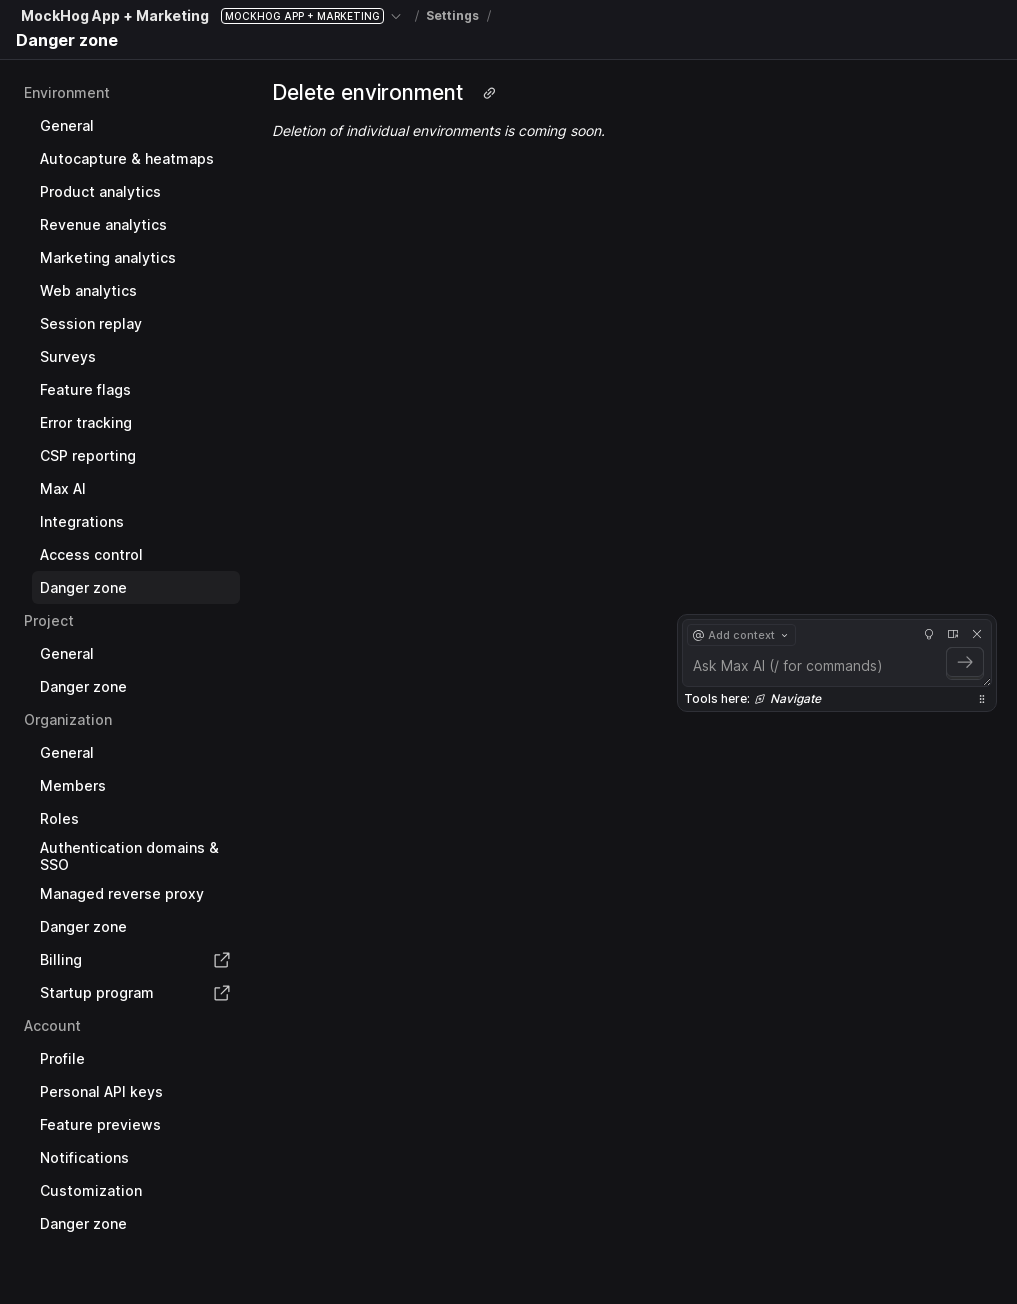 MockHog App + Marketing MOCKHOG APP + MARKETING / Settings /
Danger zone
Environment
General
Autocapture & heatmaps
Product analytics
Revenue analytics
Marketing analytics
Web analytics
Session replay
Surveys
Feature flags
Error tracking
CSP reporting
Max AI
Integrations
Access control
Danger zone
Project
General
Danger zone
Organization
General
Members
Roles
Authentication domains &
SSO
Managed reverse proxy
Danger zone
Billing
Startup program
Account
Profile
Personal API keys
Feature previews
Notifications
Customization
Danger zone
Delete environment
Deletion of individual environments is coming soon.
@ Add context
Ask Max AI (/ for commands)
Tools here: Navigate